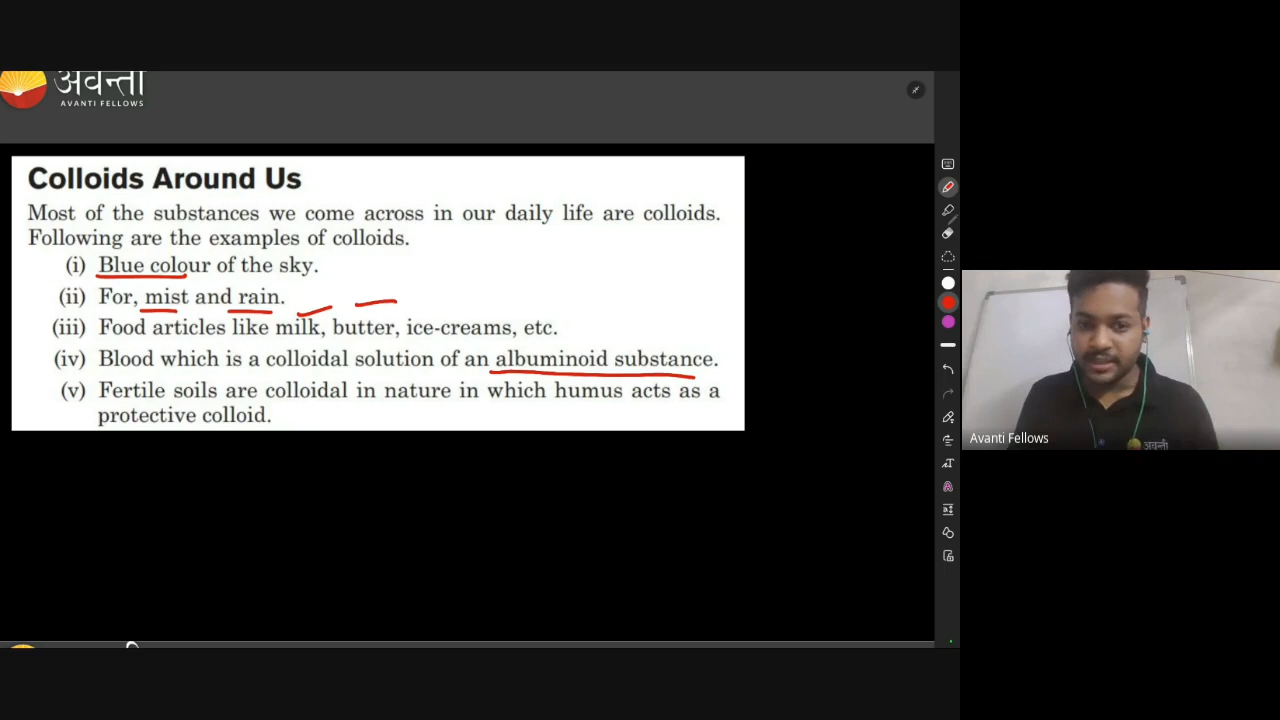 अवन्ती
AVANTI FELLOWS
Colloids Around Us
Most of the substances we come across in our daily life are colloids.
Following are the examples of colloids.
(i) Blue colour of the sky.
(ii) For, mist and rain.
(iii) Food articles like milk, butter, ice-creams, etc.
(iv) Blood which is a colloidal solution of an albuminoid substance.
(v) Fertile soils are colloidal in nature in which humus acts as a
protective colloid.
Avanti Fellows
अवन्ती